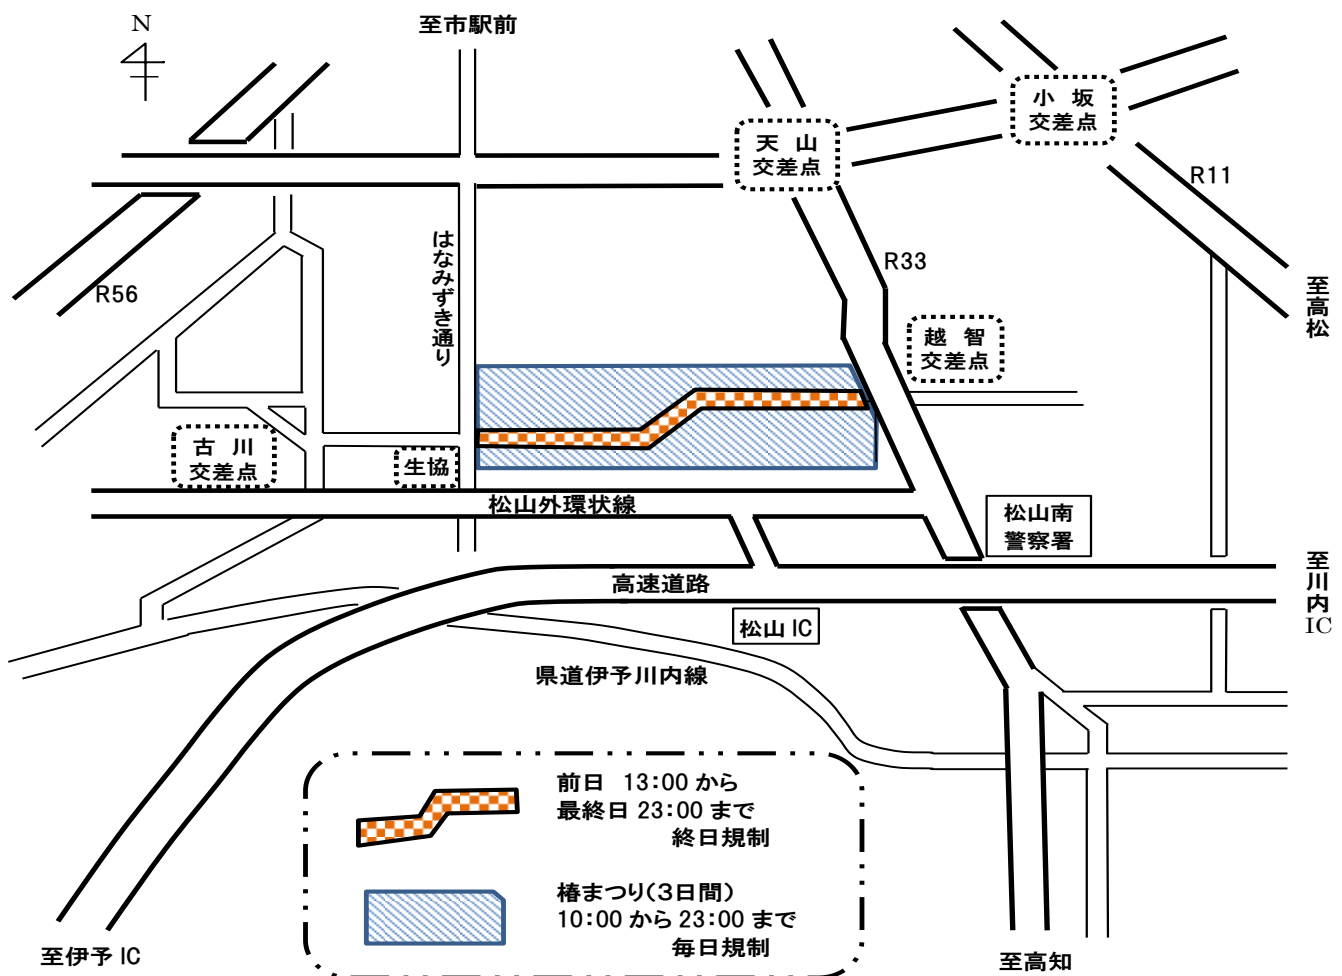 N
至市駅前
小 坂
交差点
天 山
交差点
R11
はなみずき通り
R33
R56
至高松
越 智
交差点
古 川
交差点
生協
松山外環状線
松山南
警察署
高速道路
至川内IC
松山 IC
県道伊予川内線
前日 13:00 から
最終日 23:00 まで
終日規制
椿まつり(3日間)
10:00 から 23:00 まで
毎日規制
至伊予 IC
至高知